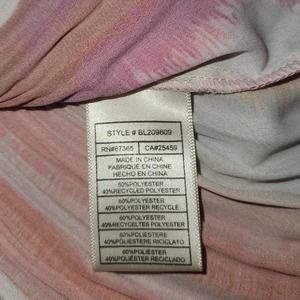 STYLE # BL209809
RN#67365 CA#25459
MADE IN CHINA
FABRIQUÉ EN CHINE
HECHO EN CHINA
60%POLYESTER
40%RECYCLED POLYESTER
60%POLYESTER
40%POLYESTER RECYCLÉ
60%POLYESTER
40%RECYCELTES POLYESTER
60%POLIESTERE
40%POLIESTERE RICICLATO
60%POLIÉSTER
40%POLIÉSTER RECICLADO